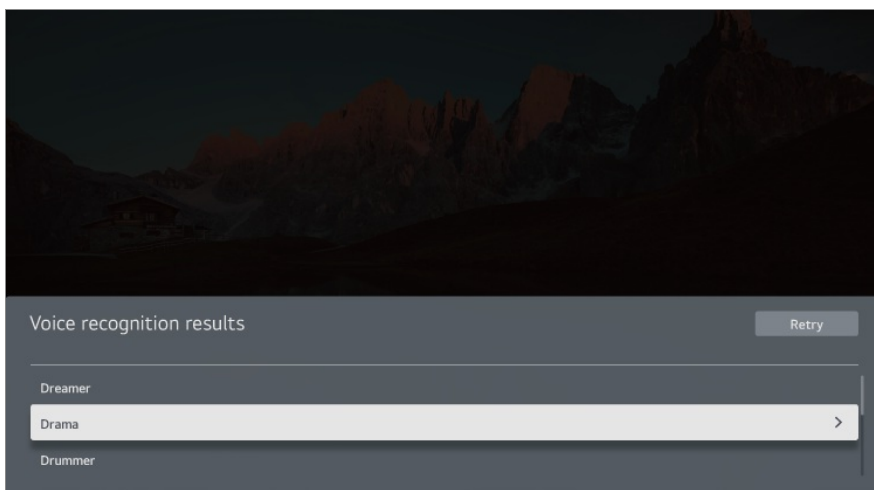 Voice recognition results
Retry
Dreamer
Drama
Drummer